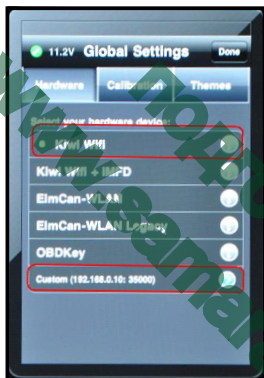 11.2V Global Settings Done
Hardware Calibration Themes
Select your hardware device:
Kiwi Wifi
Kiwi Wifi + IMFD
ElmCan-WLAN
ElmCan-WLAN Legacy
OBDKey
Custom (192.168.0.10: 35000)